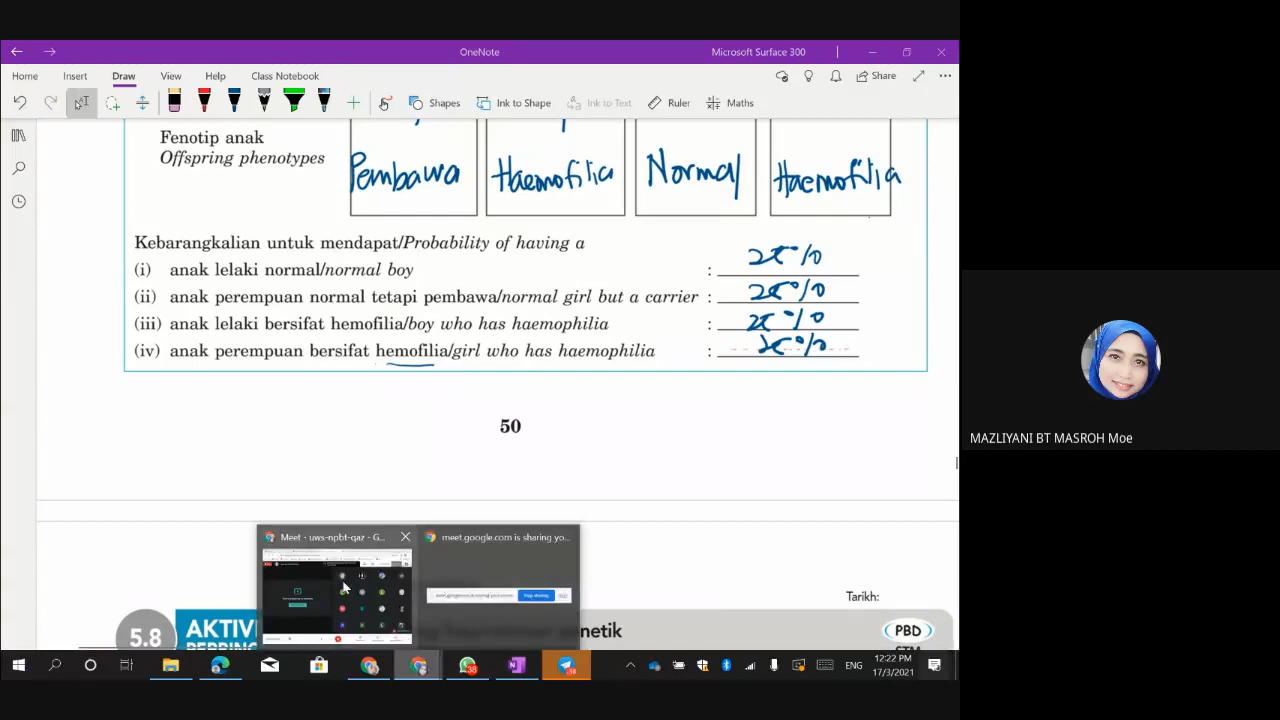 OneNote
Microsoft Surface 300
Home Insert Draw View Help Class Notebook Share
Shapes Ink to Shape Ink to Text Ruler Maths
Fenotip anak
Offspring phenotypes
Pembawa Haemofilia Normal Haemofilia
Kebarangkalian untuk mendapat/Probability of having a
(i) anak lelaki normal/normal boy : 25%
(ii) anak perempuan normal tetapi pembawa/normal girl but a carrier : 25%
(iii) anak lelaki bersifat hemofilia/boy who has haemophilia : 25%
(iv) anak perempuan bersifat hemofilia/girl who has haemophilia : 25%
MAZLIYANI BT MASROH Moe
50
Meet - uws-npbt-qaz - G... meet.google.com is sharing yo...
Stop sharing
Tarikh:
5.8 AKTIVI
PBD
12:22 PM
ENG
17/3/2021